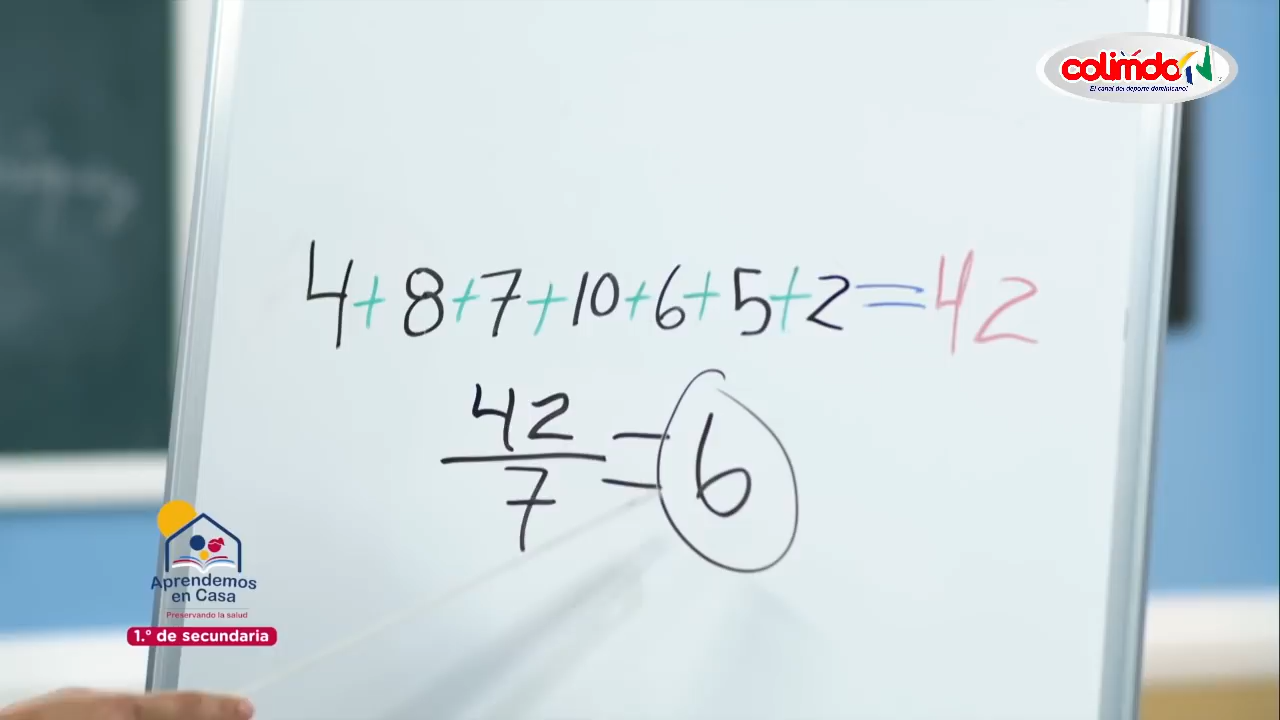 colimdo
El canal del deporte dominicano!
4+8+7+10+6+5+2=42
42
7
=6
Aprendemos
en Casa
Preservando la salud
1.° de secundaria